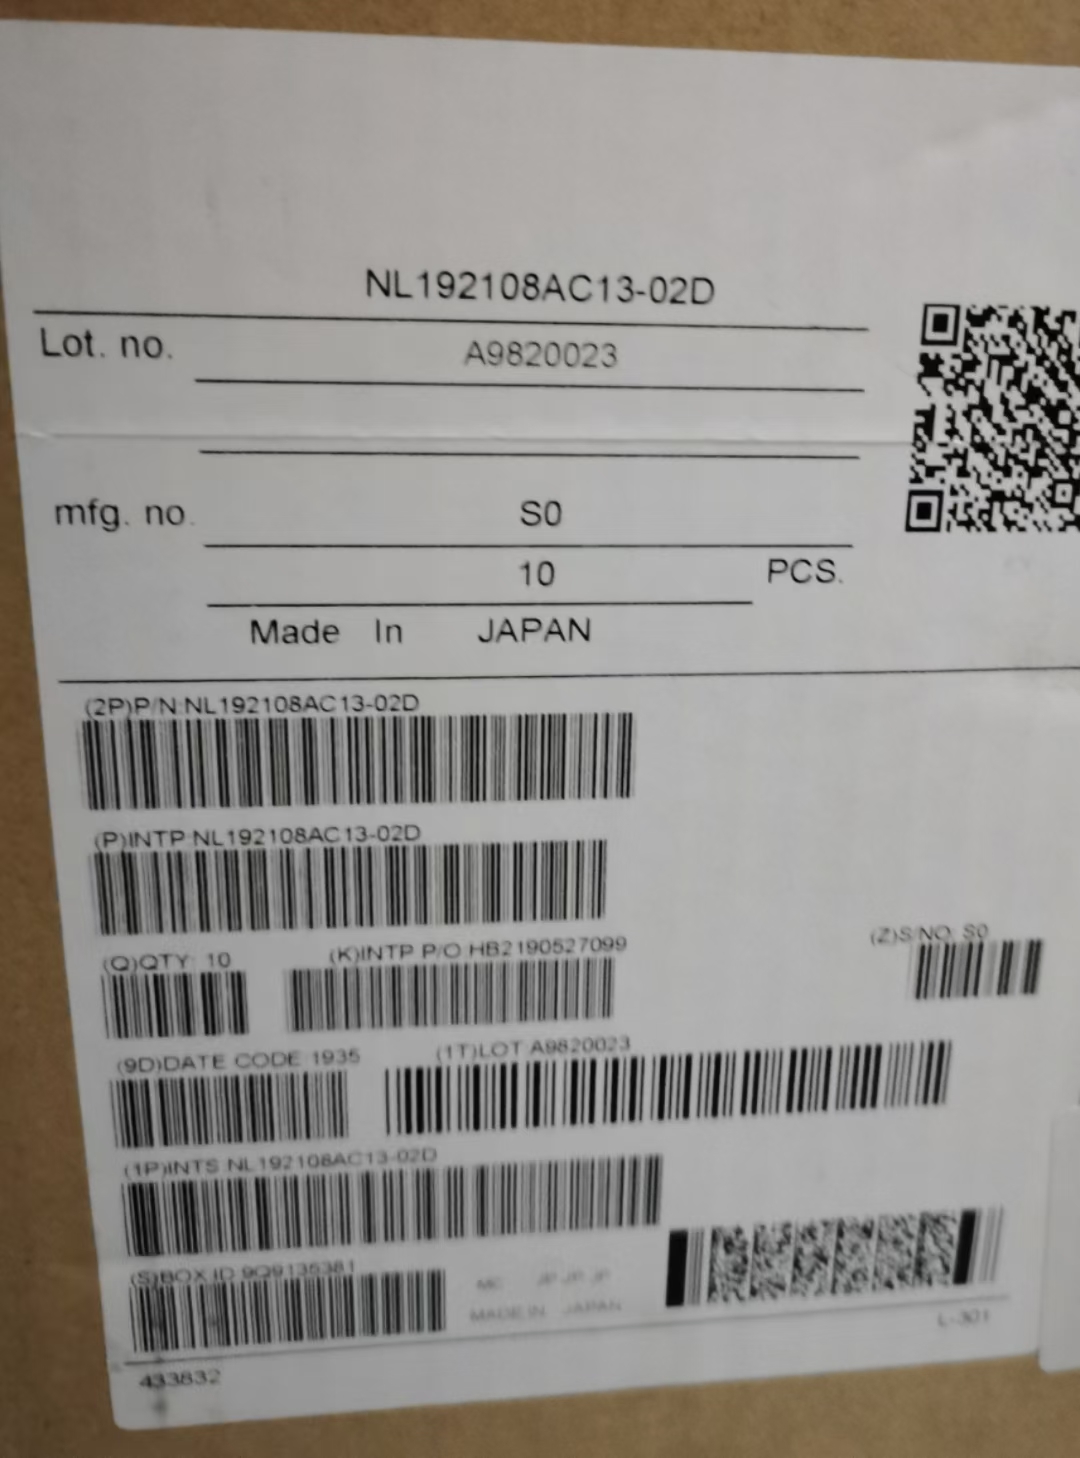 NL192108AC13-02D
Lot. no. A9820023
mfg. no. S0
10 PCS.
Made In JAPAN
(2P)P/N:NL192108AC13-02D
(P)INTP:NL192108AC13-02D
(Q)QTY: 10 (K)INTP P/O:HB2190527099 (Z)S/NO: S0
(9D)DATE CODE 1935 (1T)LOT:A9820023
(1P)INTS:NL192108AC13-02D
(S)BOX ID:9Q9135381
MADE IN JAPAN
L-301
433832